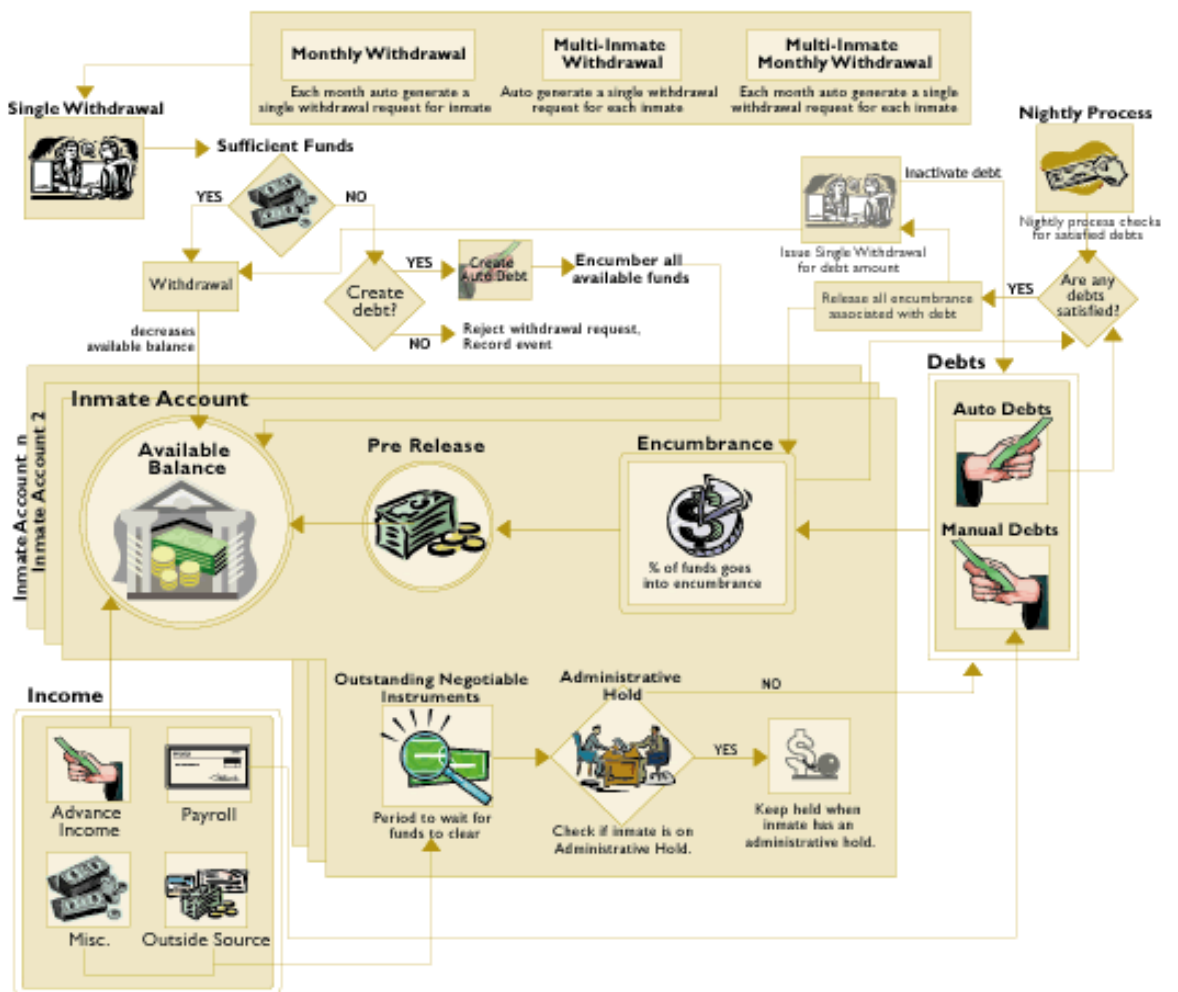 Monthly Withdrawal
Each month auto generate a
single withdrawal request for inmate
Multi-Inmate
Withdrawal
Auto generate a single withdrawal
request for each inmate
Multi-Inmate
Monthly Withdrawal
Each month auto generate a single
withdrawal request for each inmate
Single Withdrawal
Sufficient Funds
YES
NO
Withdrawal
decreases
available balance
Create
debt?
YES
Create
Auto Debt
Encumber all
available funds
NO
Reject withdrawal request,
Record event
Inactivate debt
Issue Single Withdrawal
for debt amount
Release all encumbrance
associated with debt
Nightly Process
Nightly process checks
for satisfied debts
YES
Are any
debts
satisfied?
Debts
Auto Debts
Manual Debts
Inmate Account n
Inmate Account 2
Inmate Account
Available
Balance
Pre Release
Encumbrance
% of funds goes
into encumbrance
Income
Advance
Income
Payroll
Misc.
Outside Source
Outstanding Negotiable
Instruments
Period to wait for
funds to clear
Administrative
Hold
NO
YES
Check if inmate is on
Administrative Hold.
Keep held when
inmate has an
administrative hold.